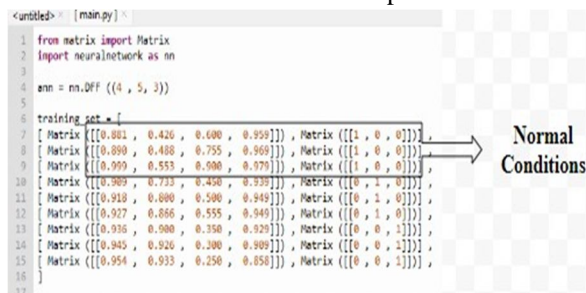 <untitled> × [main.py] ×
1 from matrix import Matrix
2 import neuralnetwork as nn
3
4 ann = nn.DFF ((4 , 5, 3))
5
6 training_set = [
7 [ Matrix ([[0.881 , 0.426 , 0.600 , 0.959]]) , Matrix ([[1 , 0 , 0]])] ,
8 [ Matrix ([[0.890 , 0.488 , 0.755 , 0.969]]) , Matrix ([[1 , 0 , 0]])] ,
9 [ Matrix ([[0.999 , 0.553 , 0.900 , 0.979]]) , Matrix ([[1 , 0 , 0]])] ,
10 [ Matrix ([[0.909 , 0.733 , 0.450 , 0.939]]) , Matrix ([[0 , 1 , 0]])] ,
11 [ Matrix ([[0.918 , 0.800 , 0.500 , 0.949]]) , Matrix ([[0 , 1 , 0]])] ,
12 [ Matrix ([[0.927 , 0.866 , 0.555 , 0.949]]) , Matrix ([[0 , 1 , 0]])] ,
13 [ Matrix ([[0.936 , 0.900 , 0.350 , 0.929]]) , Matrix ([[0 , 0 , 1]])] ,
14 [ Matrix ([[0.945 , 0.926 , 0.300 , 0.909]]) , Matrix ([[0 , 0 , 1]])] ,
15 [ Matrix ([[0.954 , 0.933 , 0.250 , 0.858]]) , Matrix ([[0 , 0 , 1]])] ,
16 ]
17
Normal
Conditions